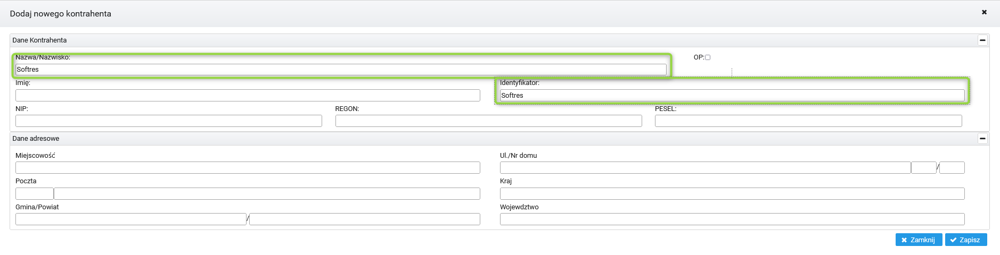 Dodaj nowego kontrahenta
Dane Kontrahenta
Nazwa/Nazwisko:
OP:
Softres
Imię:
Identyfikator:
Softres
NIP:
REGON:
PESEL:
Dane adresowe
Miejscowość
Ul./Nr domu
/
Poczta
Kraj
Gmina/Powiat
Wojewdztwo
/
Zamknij
Zapisz